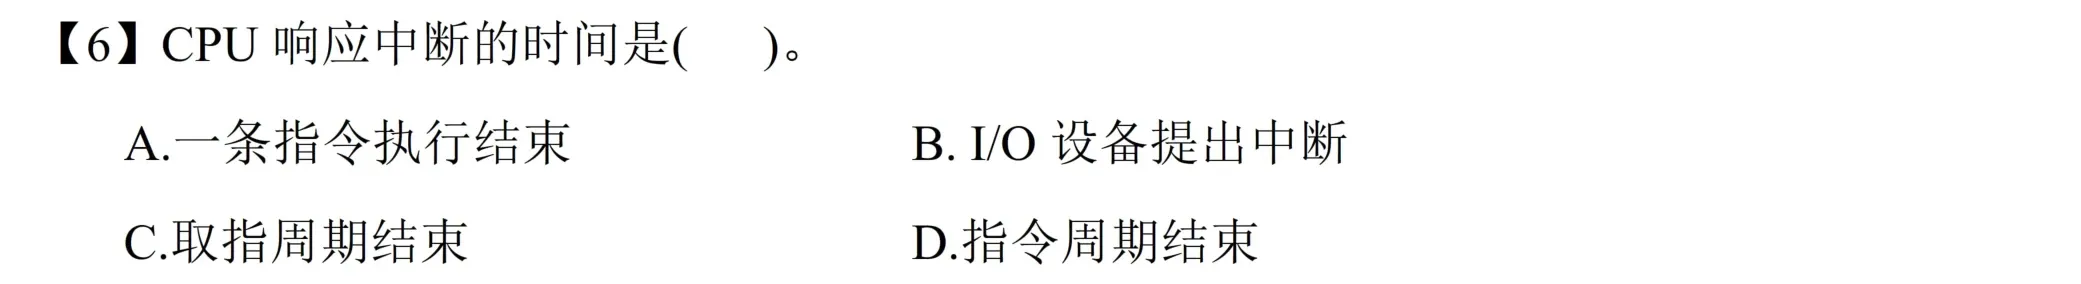 【6】CPU 响应中断的时间是(    )。
A.一条指令执行结束    B. I/O 设备提出中断
C.取指周期结束    D.指令周期结束